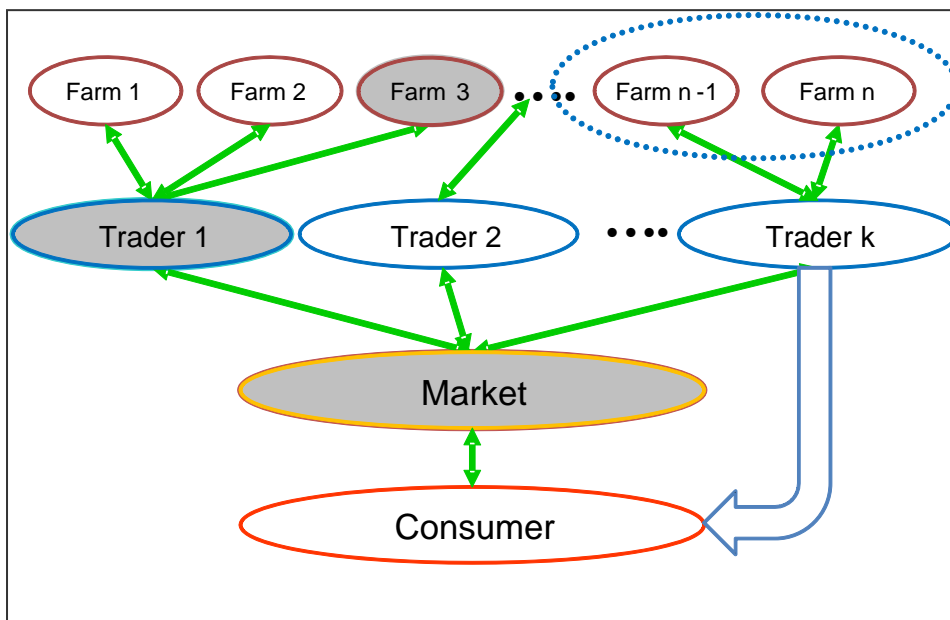 Farm 1
Farm 2
Farm 3
Farm n -1
Farm n
Trader 1
Trader 2
Trader k
Market
Consumer